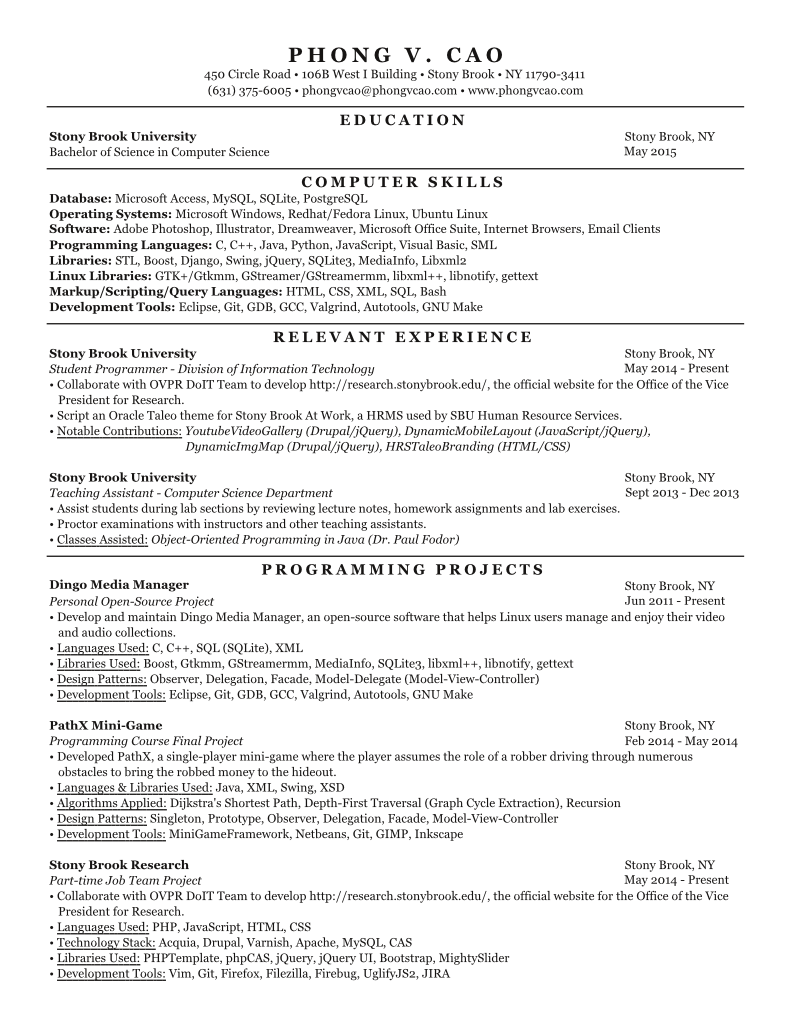 PHONG V. CAO
450 Circle Road • 106B West I Building • Stony Brook • NY 11790-3411
(631) 375-6005 • phongvcao@phongvcao.com • www.phongvcao.com
EDUCATION
Stony Brook University Stony Brook, NY
Bachelor of Science in Computer Science May 2015
COMPUTER SKILLS
Database: Microsoft Access, MySQL, SQLite, PostgreSQL
Operating Systems: Microsoft Windows, Redhat/Fedora Linux, Ubuntu Linux
Software: Adobe Photoshop, Illustrator, Dreamweaver, Microsoft Office Suite, Internet Browsers, Email Clients
Programming Languages: C, C++, Java, Python, JavaScript, Visual Basic, SML
Libraries: STL, Boost, Django, Swing, jQuery, SQLite3, MediaInfo, Libxml2
Linux Libraries: GTK+/Gtkmm, GStreamer/GStreamermm, libxml++, libnotify, gettext
Markup/Scripting/Query Languages: HTML, CSS, XML, SQL, Bash
Development Tools: Eclipse, Git, GDB, GCC, Valgrind, Autotools, GNU Make
RELEVANT EXPERIENCE
Stony Brook University Stony Brook, NY
Student Programmer - Division of Information Technology May 2014 - Present
• Collaborate with OVPR DoIT Team to develop http://research.stonybrook.edu/, the official website for the Office of the Vice
President for Research.
• Script an Oracle Taleo theme for Stony Brook At Work, a HRMS used by SBU Human Resource Services.
• Notable Contributions: YoutubeVideoGallery (Drupal/jQuery), DynamicMobileLayout (JavaScript/jQuery),
DynamicImgMap (Drupal/jQuery), HRSTaleoBranding (HTML/CSS)
Stony Brook University Stony Brook, NY
Teaching Assistant - Computer Science Department Sept 2013 - Dec 2013
• Assist students during lab sections by reviewing lecture notes, homework assignments and lab exercises.
• Proctor examinations with instructors and other teaching assistants.
• Classes Assisted: Object-Oriented Programming in Java (Dr. Paul Fodor)
PROGRAMMING PROJECTS
Dingo Media Manager Stony Brook, NY
Personal Open-Source Project Jun 2011 - Present
• Develop and maintain Dingo Media Manager, an open-source software that helps Linux users manage and enjoy their video
and audio collections.
• Languages Used: C, C++, SQL (SQLite), XML
• Libraries Used: Boost, Gtkmm, GStreamermm, MediaInfo, SQLite3, libxml++, libnotify, gettext
• Design Patterns: Observer, Delegation, Facade, Model-Delegate (Model-View-Controller)
• Development Tools: Eclipse, Git, GDB, GCC, Valgrind, Autotools, GNU Make
PathX Mini-Game Stony Brook, NY
Programming Course Final Project Feb 2014 - May 2014
• Developed PathX, a single-player mini-game where the player assumes the role of a robber driving through numerous
obstacles to bring the robbed money to the hideout.
• Languages & Libraries Used: Java, XML, Swing, XSD
• Algorithms Applied: Dijkstra's Shortest Path, Depth-First Traversal (Graph Cycle Extraction), Recursion
• Design Patterns: Singleton, Prototype, Observer, Delegation, Facade, Model-View-Controller
• Development Tools: MiniGameFramework, Netbeans, Git, GIMP, Inkscape
Stony Brook Research Stony Brook, NY
Part-time Job Team Project May 2014 - Present
• Collaborate with OVPR DoIT Team to develop http://research.stonybrook.edu/, the official website for the Office of the Vice
President for Research.
• Languages Used: PHP, JavaScript, HTML, CSS
• Technology Stack: Acquia, Drupal, Varnish, Apache, MySQL, CAS
• Libraries Used: PHPTemplate, phpCAS, jQuery, jQuery UI, Bootstrap, MightySlider
• Development Tools: Vim, Git, Firefox, Filezilla, Firebug, UglifyJS2, JIRA